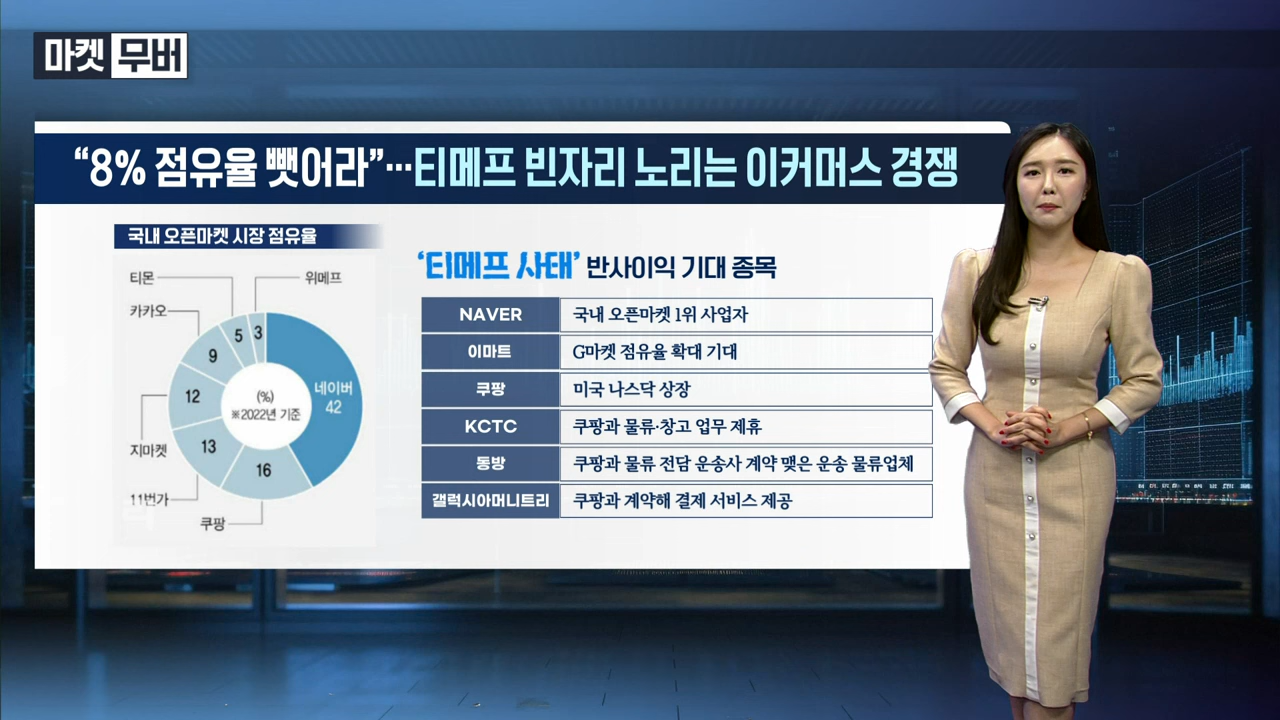 마켓 무버
“8% 점유율 뺏어라”…티메프 빈자리 노리는 이커머스 경쟁
국내 오픈마켓 시장 점유율
티몬
위메프
카카오
5
3
9
12
네이버
42
(%)
※2022년 기준
13
16
지마켓
11번가
쿠팡
‘티메프 사태’ 반사이익 기대 종목
NAVER 국내 오픈마켓 1위 사업자
이마트 G마켓 점유율 확대 기대
쿠팡 미국 나스닥 상장
KCTC 쿠팡과 물류·창고 업무 제휴
동방 쿠팡과 물류 전담 운송사 계약 맺은 운송 물류업체
갤럭시아머니트리 쿠팡과 계약해 결제 서비스 제공